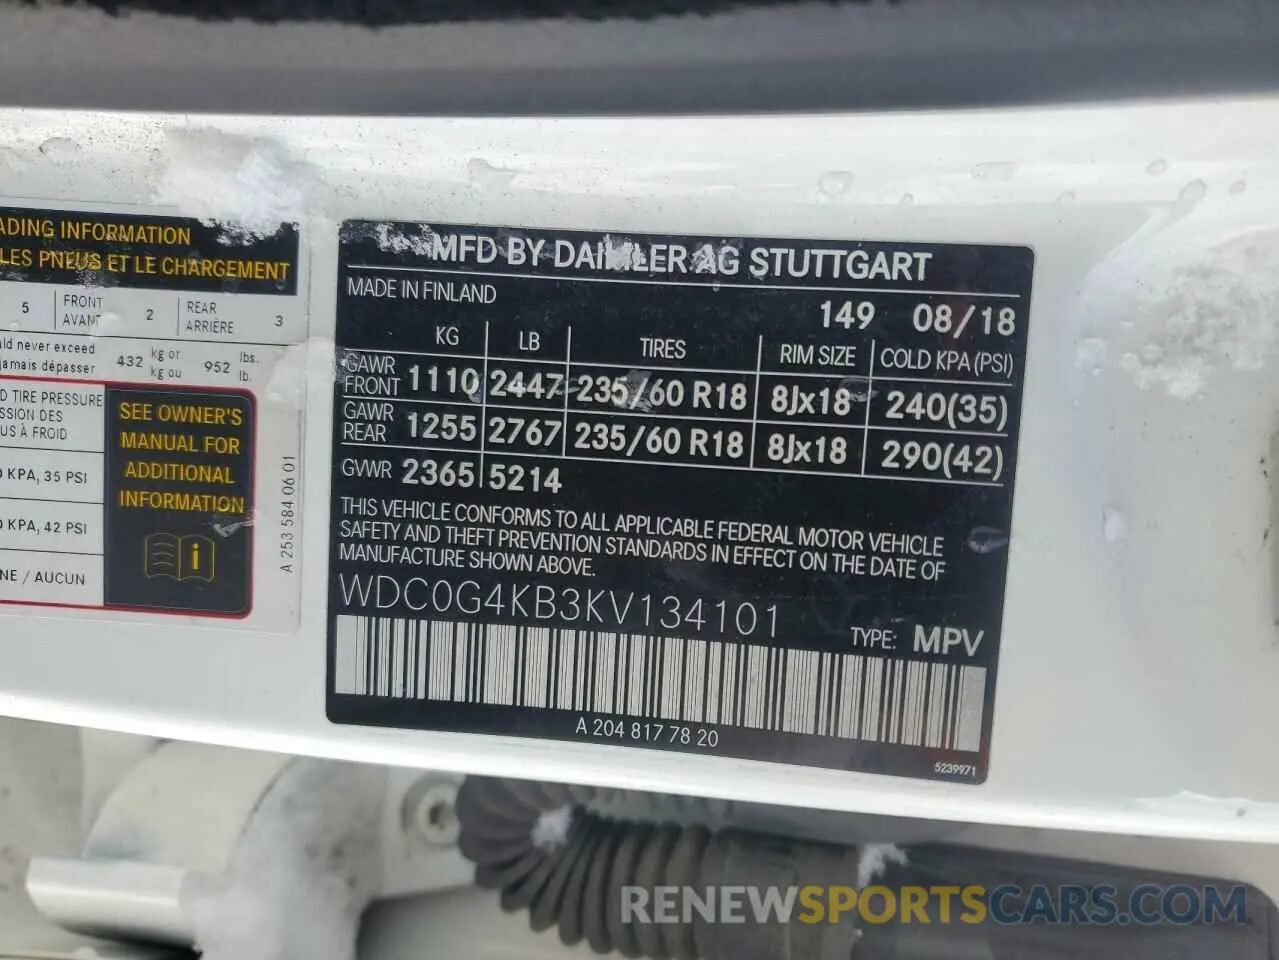 ADING INFORMATION
LES PNEUS ET LE CHARGEMENT
5 FRONT AVANT 2 REAR ARRIÈRE 3
ld never exceed
jamais dépasser 432 kg or kg ou 952 lbs. lb.
D TIRE PRESSURE
SSION DES
US À FROID
KPA, 35 PSI
KPA, 42 PSI
NE / AUCUN
SEE OWNER'S
MANUAL FOR
ADDITIONAL
INFORMATION
i
A 253 584 06 01
MFD BY DAIMLER AG STUTTGART
MADE IN FINLAND
149 08/18
KG LB TIRES RIM SIZE COLD KPA (PSI)
GAWR FRONT 1110 2447 235/60 R18 8Jx18 240(35)
GAWR REAR 1255 2767 235/60 R18 8Jx18 290(42)
GVWR 2365 5214
THIS VEHICLE CONFORMS TO ALL APPLICABLE FEDERAL MOTOR VEHICLE
SAFETY AND THEFT PREVENTION STANDARDS IN EFFECT ON THE DATE OF
MANUFACTURE SHOWN ABOVE.
WDC0G4KB3KV134101
TYPE: MPV
A 204 817 78 20
5239971
RENEWSPORTSCARS.COM